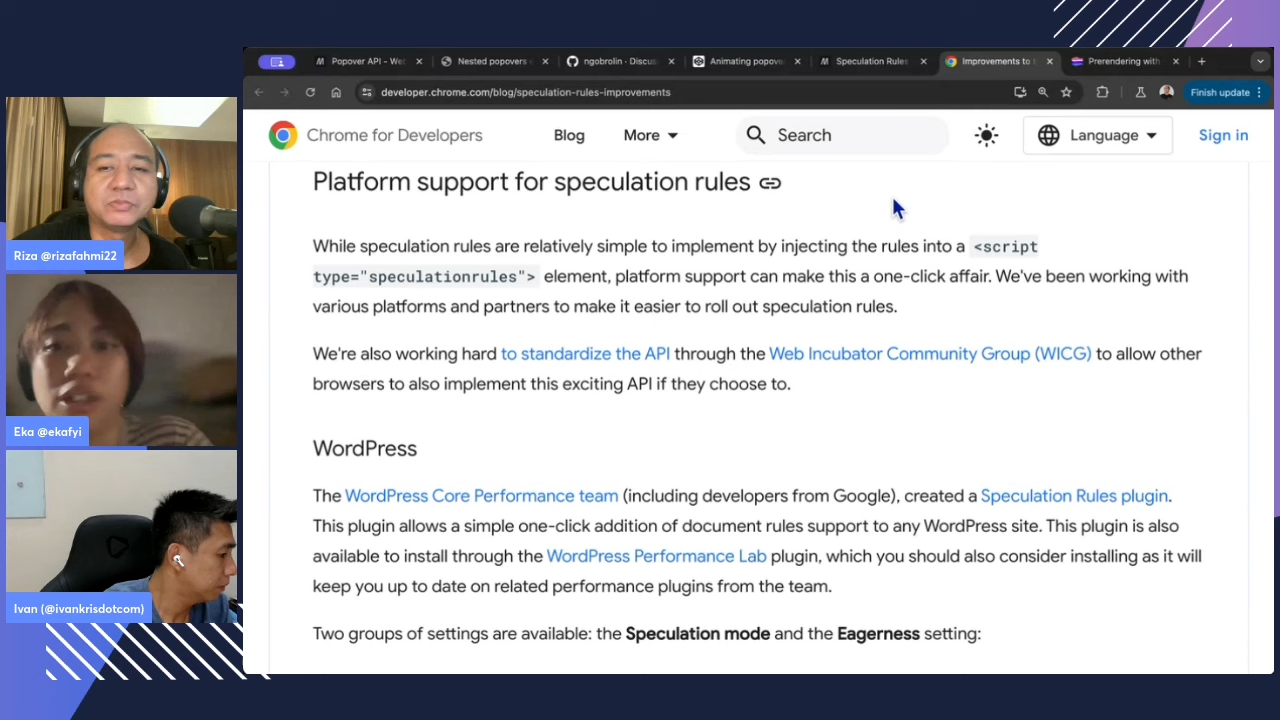 Popover API - Web
Nested popovers
ngobrolin · Discus
Animating popove
Speculation Rules
Improvements to t
Prerendering with
developer.chrome.com/blog/speculation-rules-improvements
Finish update
Chrome for Developers
Blog
More
Search
Language
Sign in
Platform support for speculation rules
While speculation rules are relatively simple to implement by injecting the rules into a <script
type="speculationrules"> element, platform support can make this a one-click affair. We've been working with
various platforms and partners to make it easier to roll out speculation rules.
We're also working hard to standardize the API through the Web Incubator Community Group (WICG) to allow other
browsers to also implement this exciting API if they choose to.
WordPress
The WordPress Core Performance team (including developers from Google), created a Speculation Rules plugin.
This plugin allows a simple one-click addition of document rules support to any WordPress site. This plugin is also
available to install through the WordPress Performance Lab plugin, which you should also consider installing as it will
keep you up to date on related performance plugins from the team.
Two groups of settings are available: the Speculation mode and the Eagerness setting:
Riza @rizafahmi22
Eka @ekafyi
Ivan (@ivankrisdotcom)